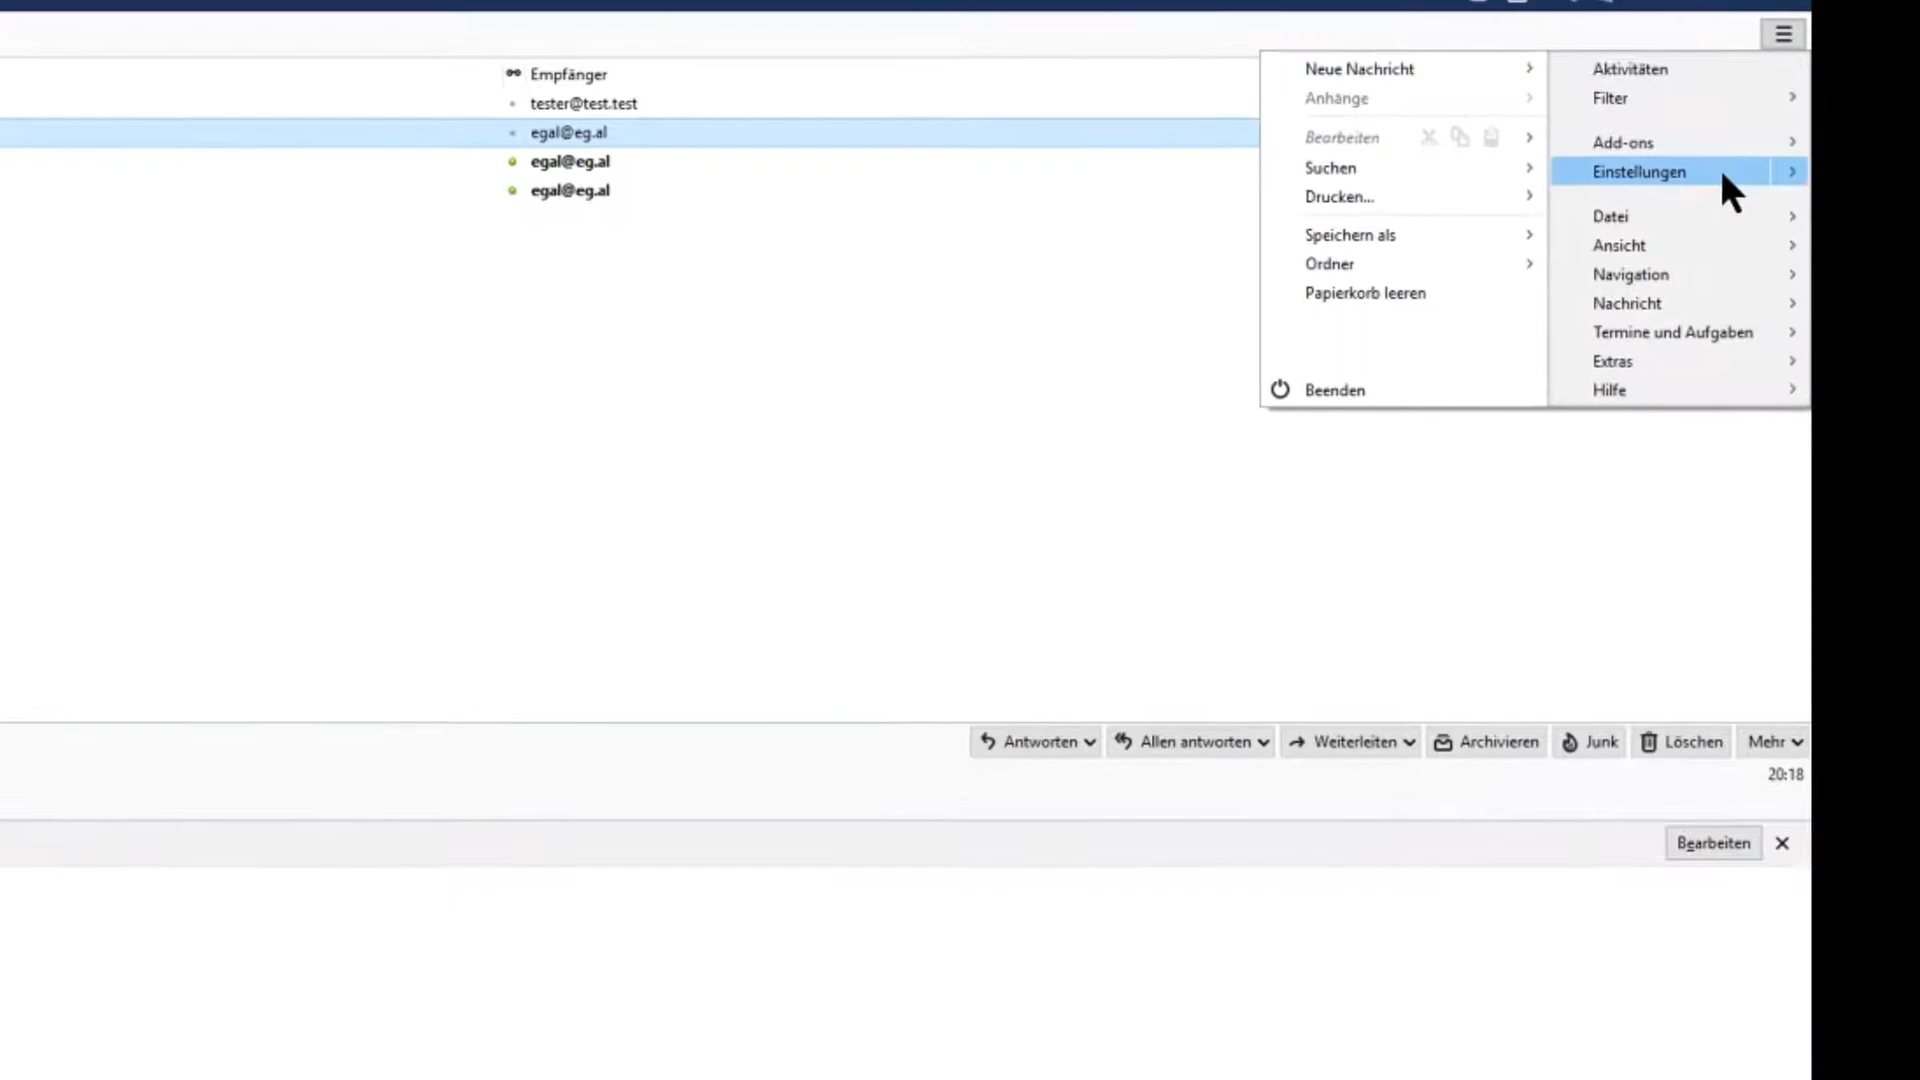 Empfänger
tester@test.test
egal@eg.al
egal@eg.al
egal@eg.al
Neue Nachricht
Anhänge
Bearbeiten
Suchen
Drucken...
Speichern als
Ordner
Papierkorb leeren
Beenden
Aktivitäten
Filter
Add-ons
Einstellungen
Datei
Ansicht
Navigation
Nachricht
Termine und Aufgaben
Extras
Hilfe
Antworten Allen antworten Weiterleiten Archivieren Junk Löschen Mehr
20:18
Bearbeiten